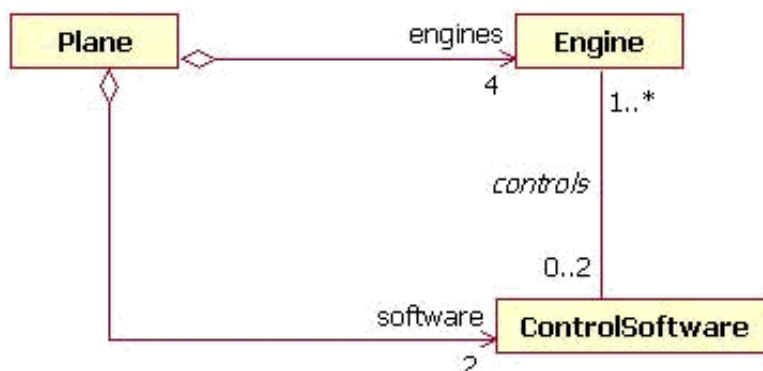 Plane
engines
Engine
4
1..*
controls
0..2
software
ControlSoftware
2